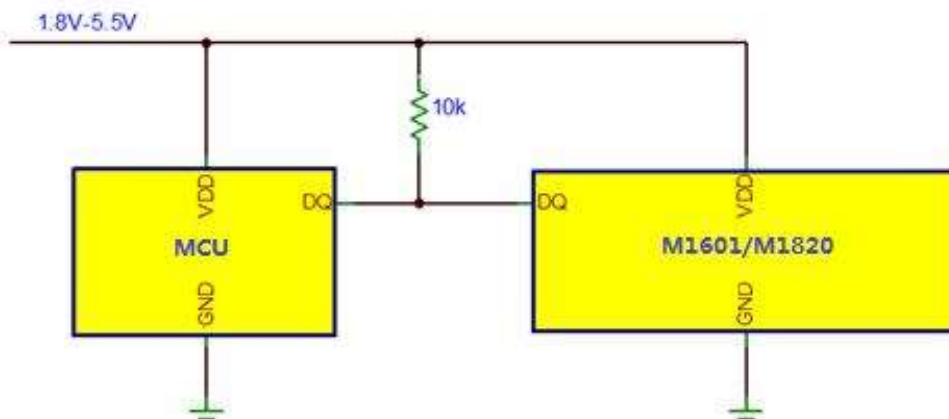 1.8V-5.5V
10k
VDD
DQ
MCU
GND
DQ
VDD
M1601/M1820
GND